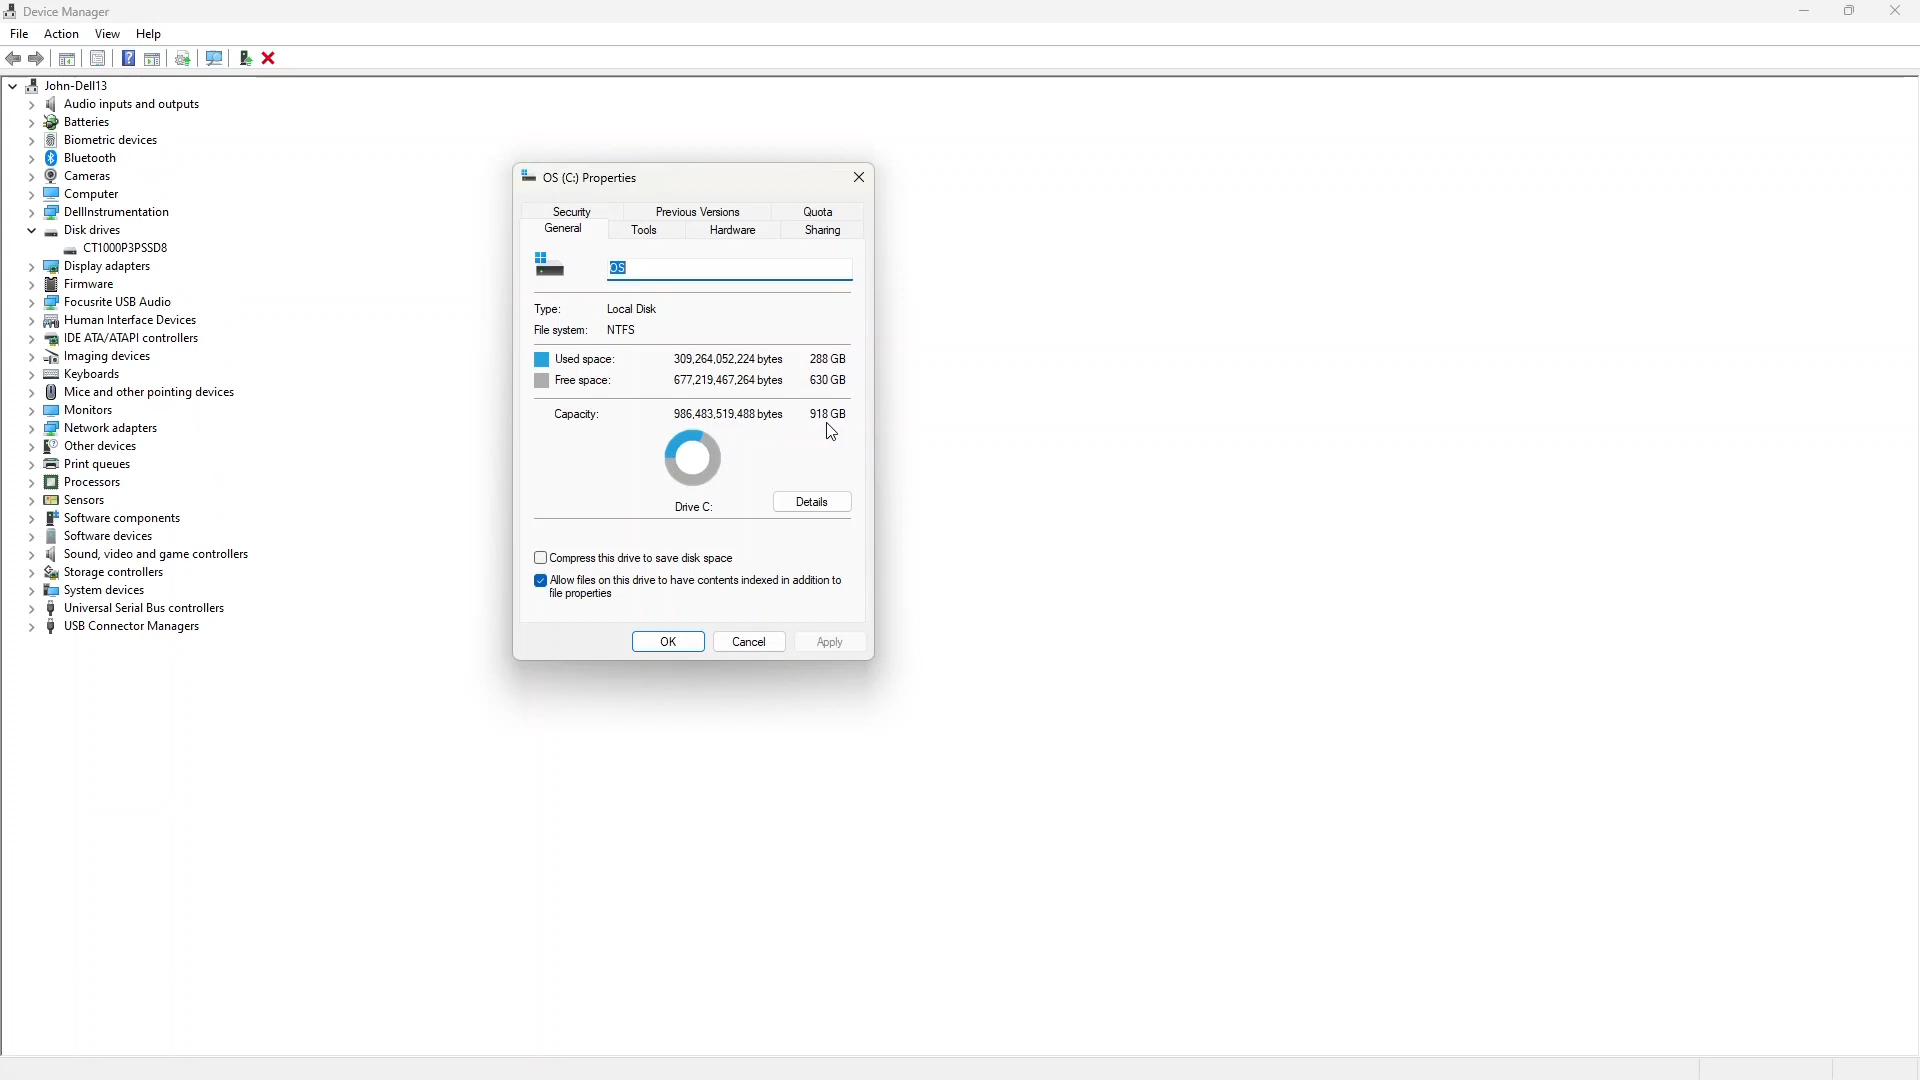 Device Manager
File Action View Help
John-Dell13
Audio inputs and outputs
Batteries
Biometric devices
Bluetooth
Cameras
Computer
DellInstrumentation
Disk drives
CT1000P3PSSD8
Display adapters
Firmware
Focusrite USB Audio
Human Interface Devices
IDE ATA/ATAPI controllers
Imaging devices
Keyboards
Mice and other pointing devices
Monitors
Network adapters
Other devices
Print queues
Processors
Sensors
Software components
Software devices
Sound, video and game controllers
Storage controllers
System devices
Universal Serial Bus controllers
USB Connector Managers
OS (C:) Properties
Security Previous Versions Quota
General Tools Hardware Sharing
OS
Type: Local Disk
File system: NTFS
Used space: 309,264,052,224 bytes 288 GB
Free space: 677,219,467,264 bytes 630 GB
Capacity: 986,483,519,488 bytes 918 GB
Drive C: Details
Compress this drive to save disk space
Allow files on this drive to have contents indexed in addition to
file properties
OK Cancel Apply